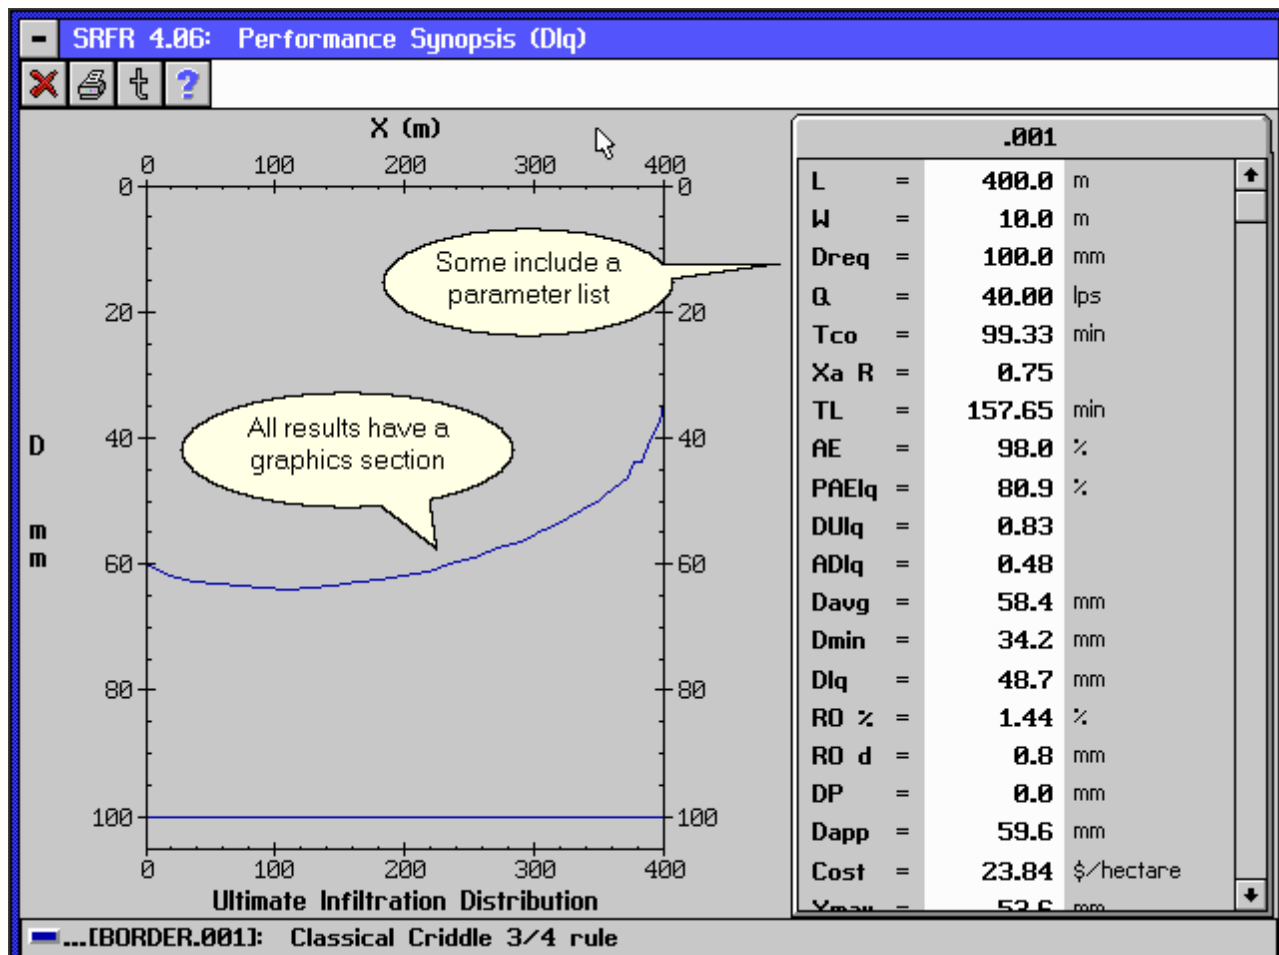 SRFR 4.06: Performance Synopsis (Dlq)
t ?
X (m)
0 100 200 300 400
0 0
20 20
40 40
60 60
80 80
100 100
D
m
m
Some include a
parameter list
All results have a
graphics section
0 100 200 300 400
Ultimate Infiltration Distribution
.001
L = 400.0 m
W = 10.0 m
Dreq = 100.0 mm
Q = 40.00 lps
Tco = 99.33 min
Xa R = 0.75
TL = 157.65 min
AE = 98.0 %
PAElq = 80.9 %
DUlq = 0.83
ADlq = 0.48
Davg = 58.4 mm
Dmin = 34.2 mm
Dlq = 48.7 mm
RO % = 1.44 %
RO d = 0.8 mm
DP = 0.0 mm
Dapp = 59.6 mm
Cost = 23.84 $/hectare
...[BORDER.001]: Classical Criddle 3/4 rule